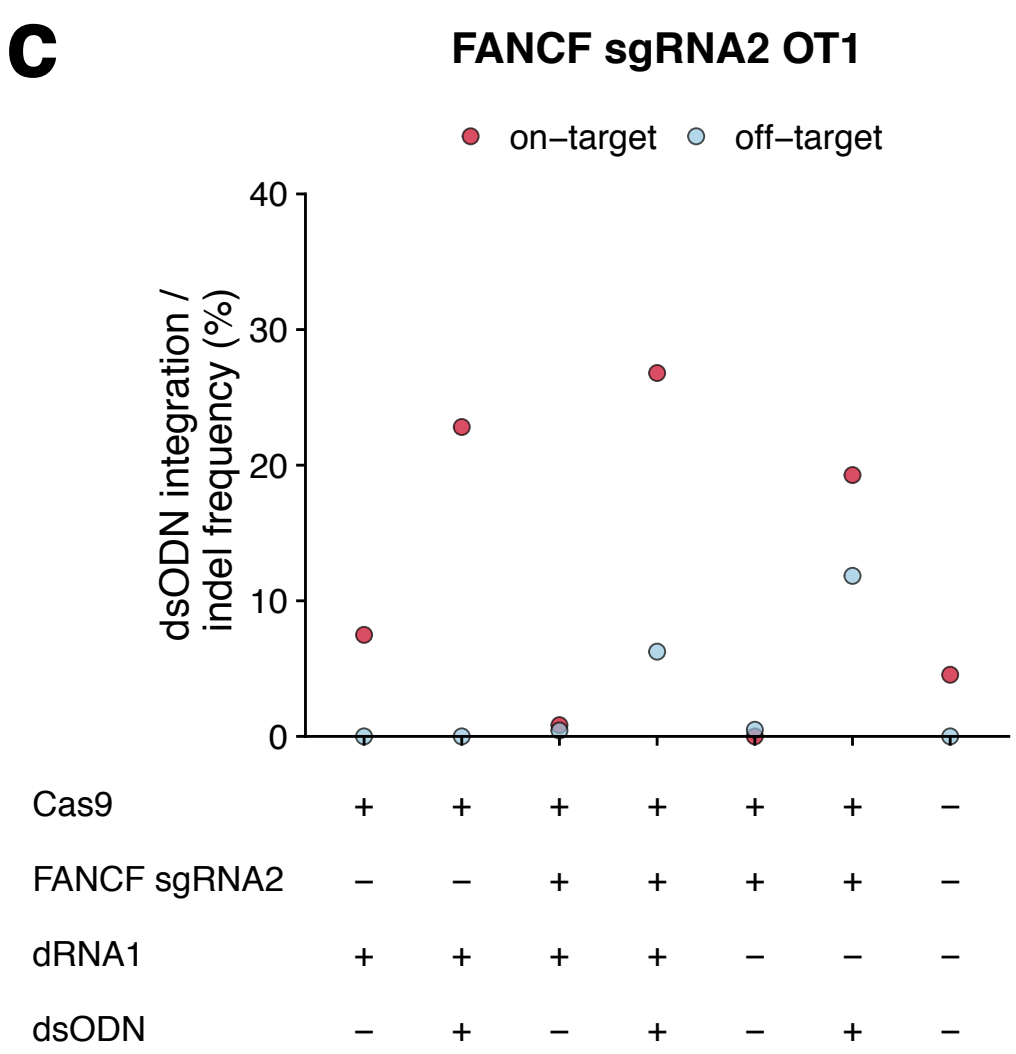 c
FANCF sgRNA2 OT1
on−target off−target
40
30
20
10
0
dsODN integration /
indel frequency (%)
Cas9 + + + + + + −
FANCF sgRNA2 − − + + + + −
dRNA1 + + + + − − −
dsODN − + − + − + −